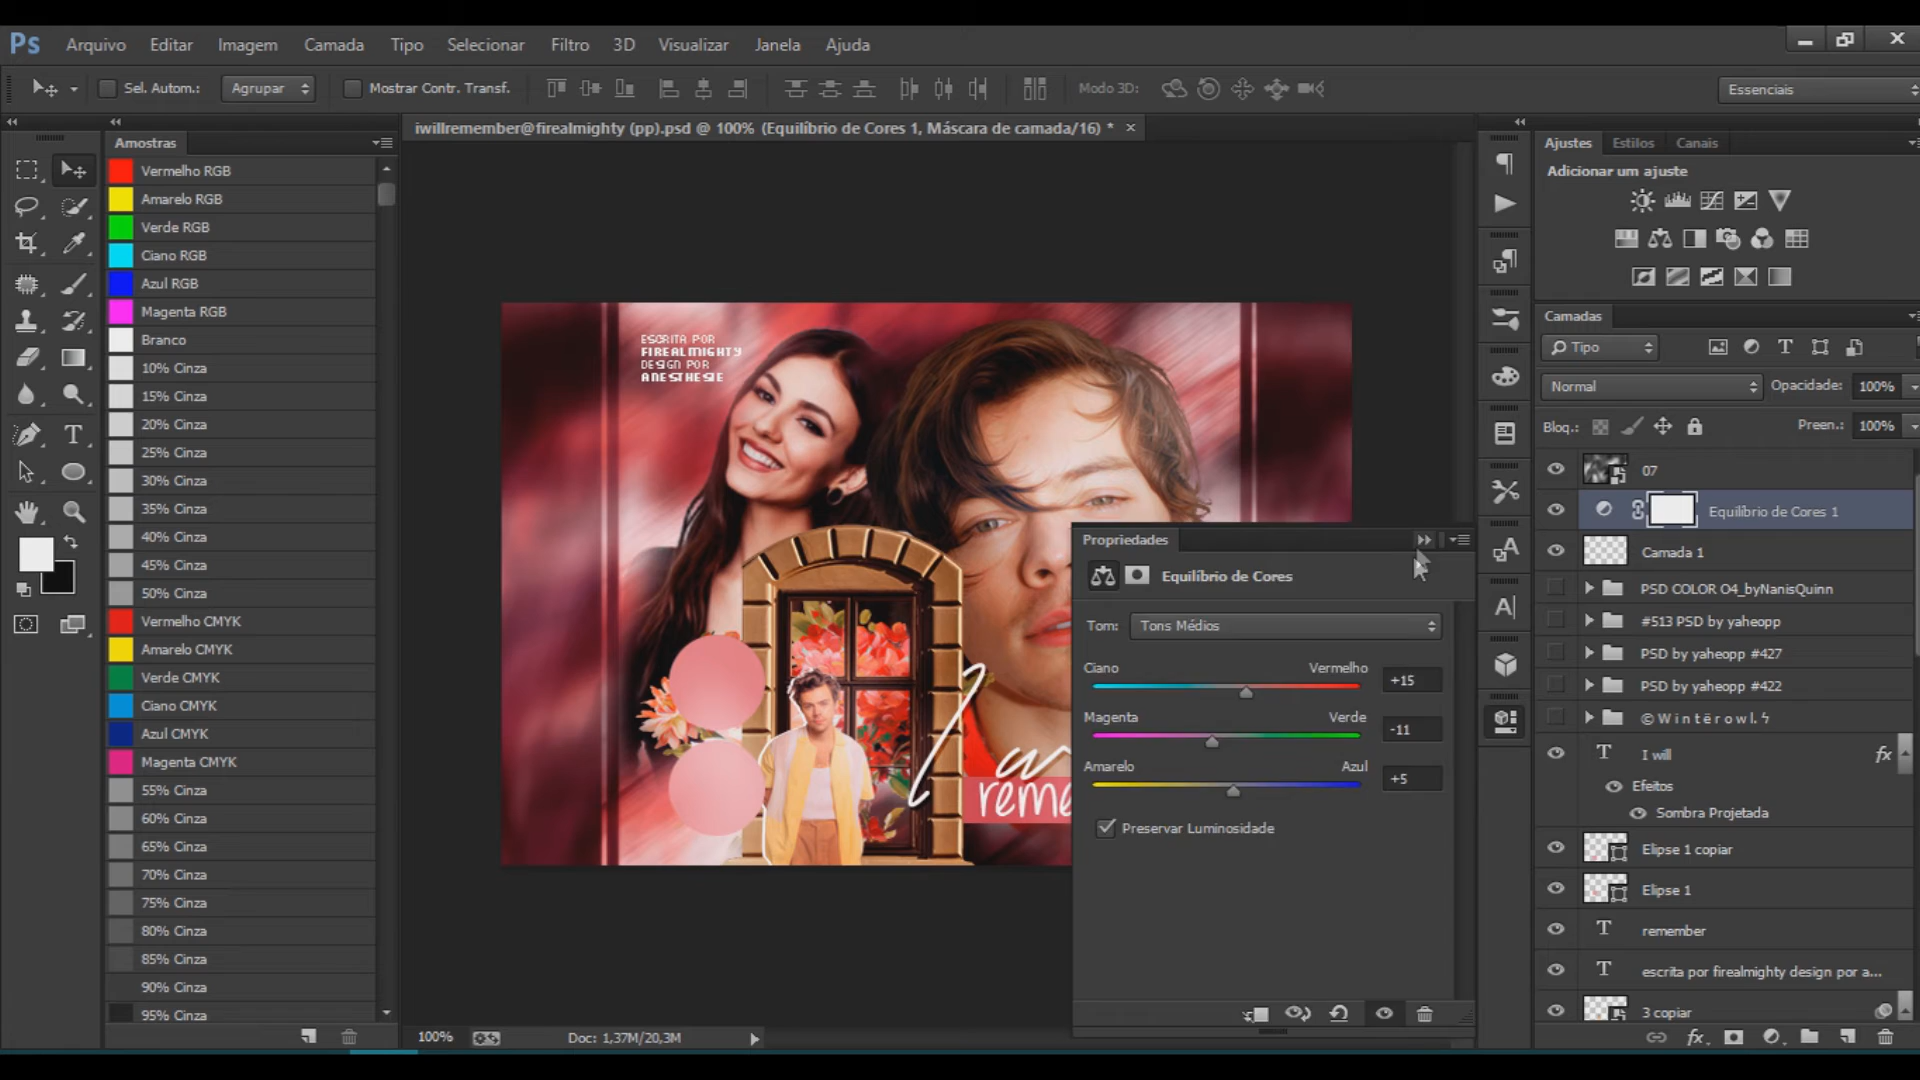 Ps Arquivo Editar Imagem Camada Tipo Selecionar Filtro 3D Visualizar Janela Ajuda
Sel. Autom.: Agrupar Mostrar Contr. Transf. Modo 3D: Essenciais
Amostras
Vermelho RGB
Amarelo RGB
Verde RGB
Ciano RGB
Azul RGB
Magenta RGB
Branco
10% Cinza
15% Cinza
20% Cinza
25% Cinza
30% Cinza
35% Cinza
40% Cinza
45% Cinza
50% Cinza
Vermelho CMYK
Amarelo CMYK
Verde CMYK
Ciano CMYK
Azul CMYK
Magenta CMYK
55% Cinza
60% Cinza
65% Cinza
70% Cinza
75% Cinza
80% Cinza
85% Cinza
90% Cinza
95% Cinza
iwillremember@firealmighty (pp).psd @ 100% (Equilíbrio de Cores 1, Máscara de camada/16) *
ESCRITA POR
FIREALMIGHTY
DESIGN POR
ANESTHESIE
reme
100% Doc: 1,37M/20,3M
Propriedades
Equilíbrio de Cores
Tom: Tons Médios
Ciano Vermelho +15
Magenta Verde -11
Amarelo Azul +5
Preservar Luminosidade
Ajustes Estilos Canais
Adicionar um ajuste
Camadas
Tipo
Normal Opacidade: 100%
Bloq.: Preen.: 100%
07
Equilíbrio de Cores 1
Camada 1
PSD COLOR O4_byNanisQuinn
#513 PSD by yaheopp
PSD by yaheopp #427
PSD by yaheopp #422
© W i n t ë r o w l. ϟ
I will fx
Efeitos
Sombra Projetada
Elipse 1 copiar
Elipse 1
remember
escrita por firealmighty design por a...
3 copiar